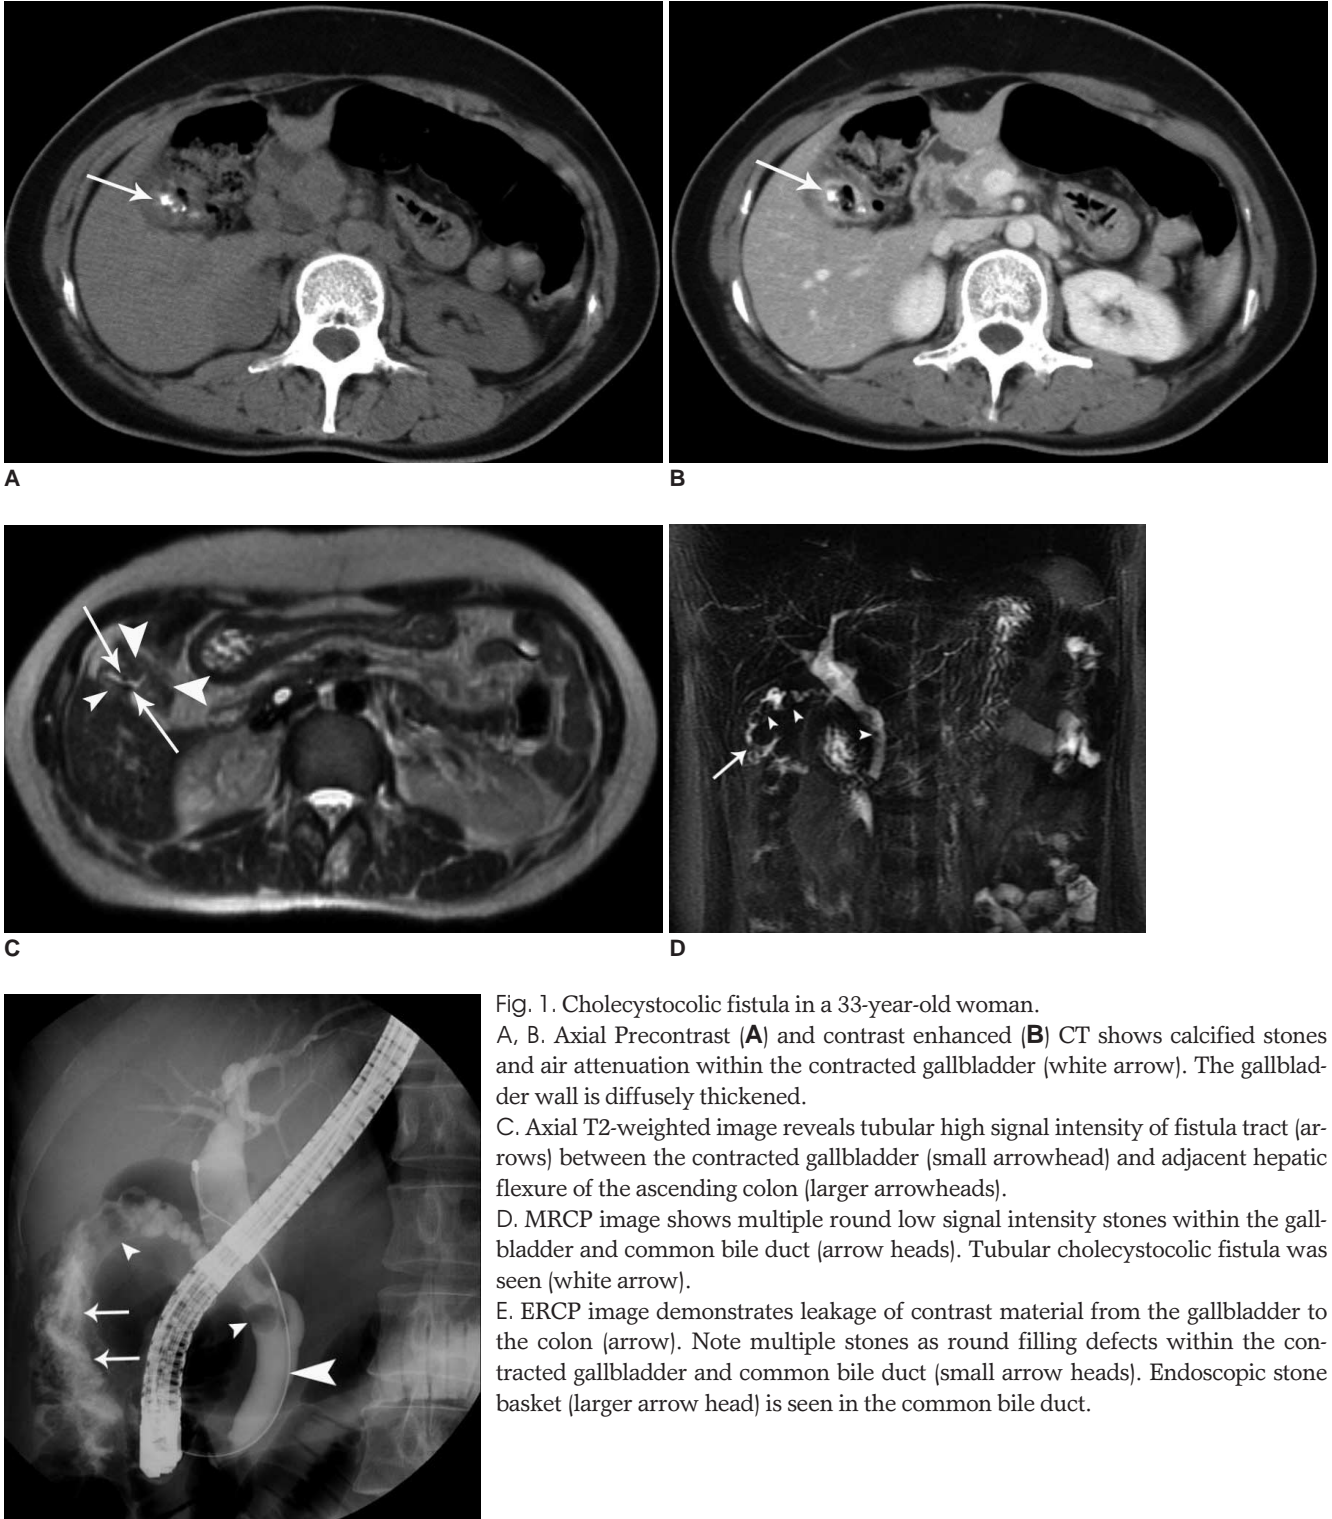 A
B
C
D
Fig. 1. Cholecystocolic fistula in a 33-year-old woman.
A, B. Axial Precontrast (A) and contrast enhanced (B) CT shows calcified stones
and air attenuation within the contracted gallbladder (white arrow). The gallblad-
der wall is diffusely thickened.
C. Axial T2-weighted image reveals tubular high signal intensity of fistula tract (ar-
rows) between the contracted gallbladder (small arrowhead) and adjacent hepatic
flexure of the ascending colon (larger arrowheads).
D. MRCP image shows multiple round low signal intensity stones within the gall-
bladder and common bile duct (arrow heads). Tubular cholecystocolic fistula was
seen (white arrow).
E. ERCP image demonstrates leakage of contrast material from the gallbladder to
the colon (arrow). Note multiple stones as round filling defects within the con-
tracted gallbladder and common bile duct (small arrow heads). Endoscopic stone
basket (larger arrow head) is seen in the common bile duct.